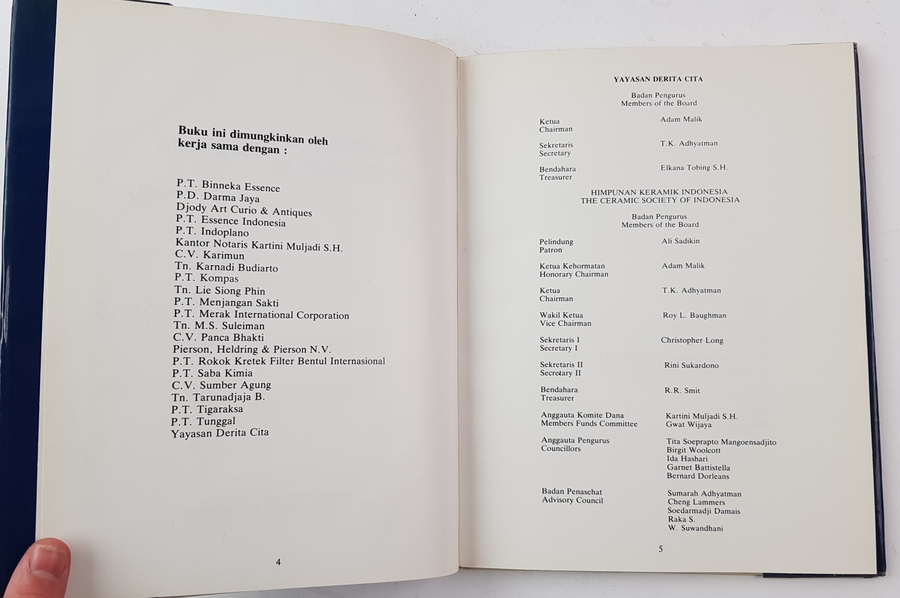 Buku ini dimungkinkan oleh
kerja sama dengan :
P.T. Binneka Essence
P.D. Darma Jaya
Djody Art Curio & Antiques
P.T. Essence Indonesia
P.T. Indoplano
Kantor Notaris Kartini Muljadi S.H.
C.V. Karimun
Tn. Karnadi Budiarto
P.T. Kompas
Tn. Lie Siong Phin
P.T. Menjangan Sakti
P.T. Merak International Corporation
Tn. M.S. Suleiman
C.V. Panca Bhakti
Pierson, Heldring & Pierson N.V.
P.T. Rokok Kretek Filter Bentul Internasional
P.T. Saba Kimia
C.V. Sumber Agung
Tn. Tarunadjaja B.
P.T. Tigaraksa
P.T. Tunggal
Yayasan Derita Cita
4
YAYASAN DERITA CITA
Badan Pengurus
Members of the Board
Ketua Adam Malik
Chairman
Sekretaris T.K. Adhyatman
Secretary
Bendahara Elkana Tobing S.H.
Treasurer
HIMPUNAN KERAMIK INDONESIA
THE CERAMIC SOCIETY OF INDONESIA
Badan Pengurus
Members of the Board
Pelindung Ali Sadikin
Patron
Ketua Kehormatan Adam Malik
Honorary Chairman
Ketua T.K. Adhyatman
Chairman
Wakil Ketua Roy L. Baughman
Vice Chairman
Sekretaris I Christopher Long
Secretary I
Sekretaris II Rini Sukardono
Secretary II
Bendahara R.R. Smit
Treasurer
Anggauta Komite Dana Kartini Muljadi S.H.
Members Funds Committee Gwat Wijaya
Anggauta Pengurus Tita Soeprapto Mangoensadjito
Councillors Birgit Woolcott
Ida Hashari
Garnet Battistella
Bernard Dorleans
Badan Penasehat Sumarah Adhyatman
Advisory Council Cheng Lammers
Soedarmadji Damais
Raka S.
W. Suwandhani
5